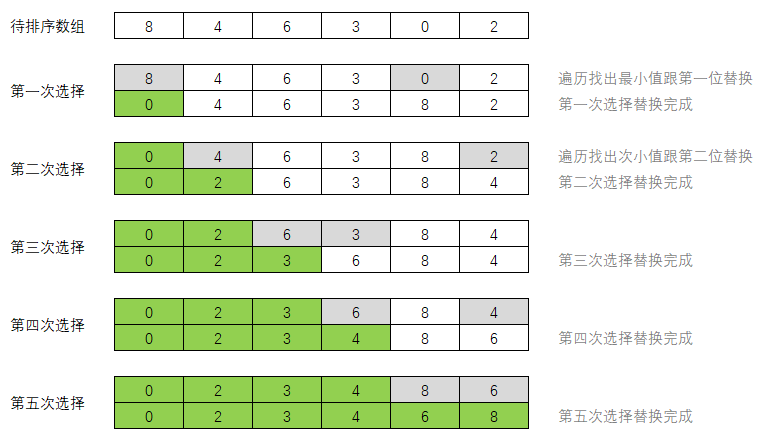 待排序数组 8 4 6 3 0 2
第一次选择 8 4 6 3 0 2 遍历找出最小值跟第一位替换
0 4 6 3 8 2 第一次选择替换完成
第二次选择 0 4 6 3 8 2 遍历找出次小值跟第二位替换
0 2 6 3 8 4 第二次选择替换完成
第三次选择 0 2 6 3 8 4
0 2 3 6 8 4 第三次选择替换完成
第四次选择 0 2 3 6 8 4
0 2 3 4 8 6 第四次选择替换完成
第五次选择 0 2 3 4 8 6
0 2 3 4 6 8 第五次选择替换完成